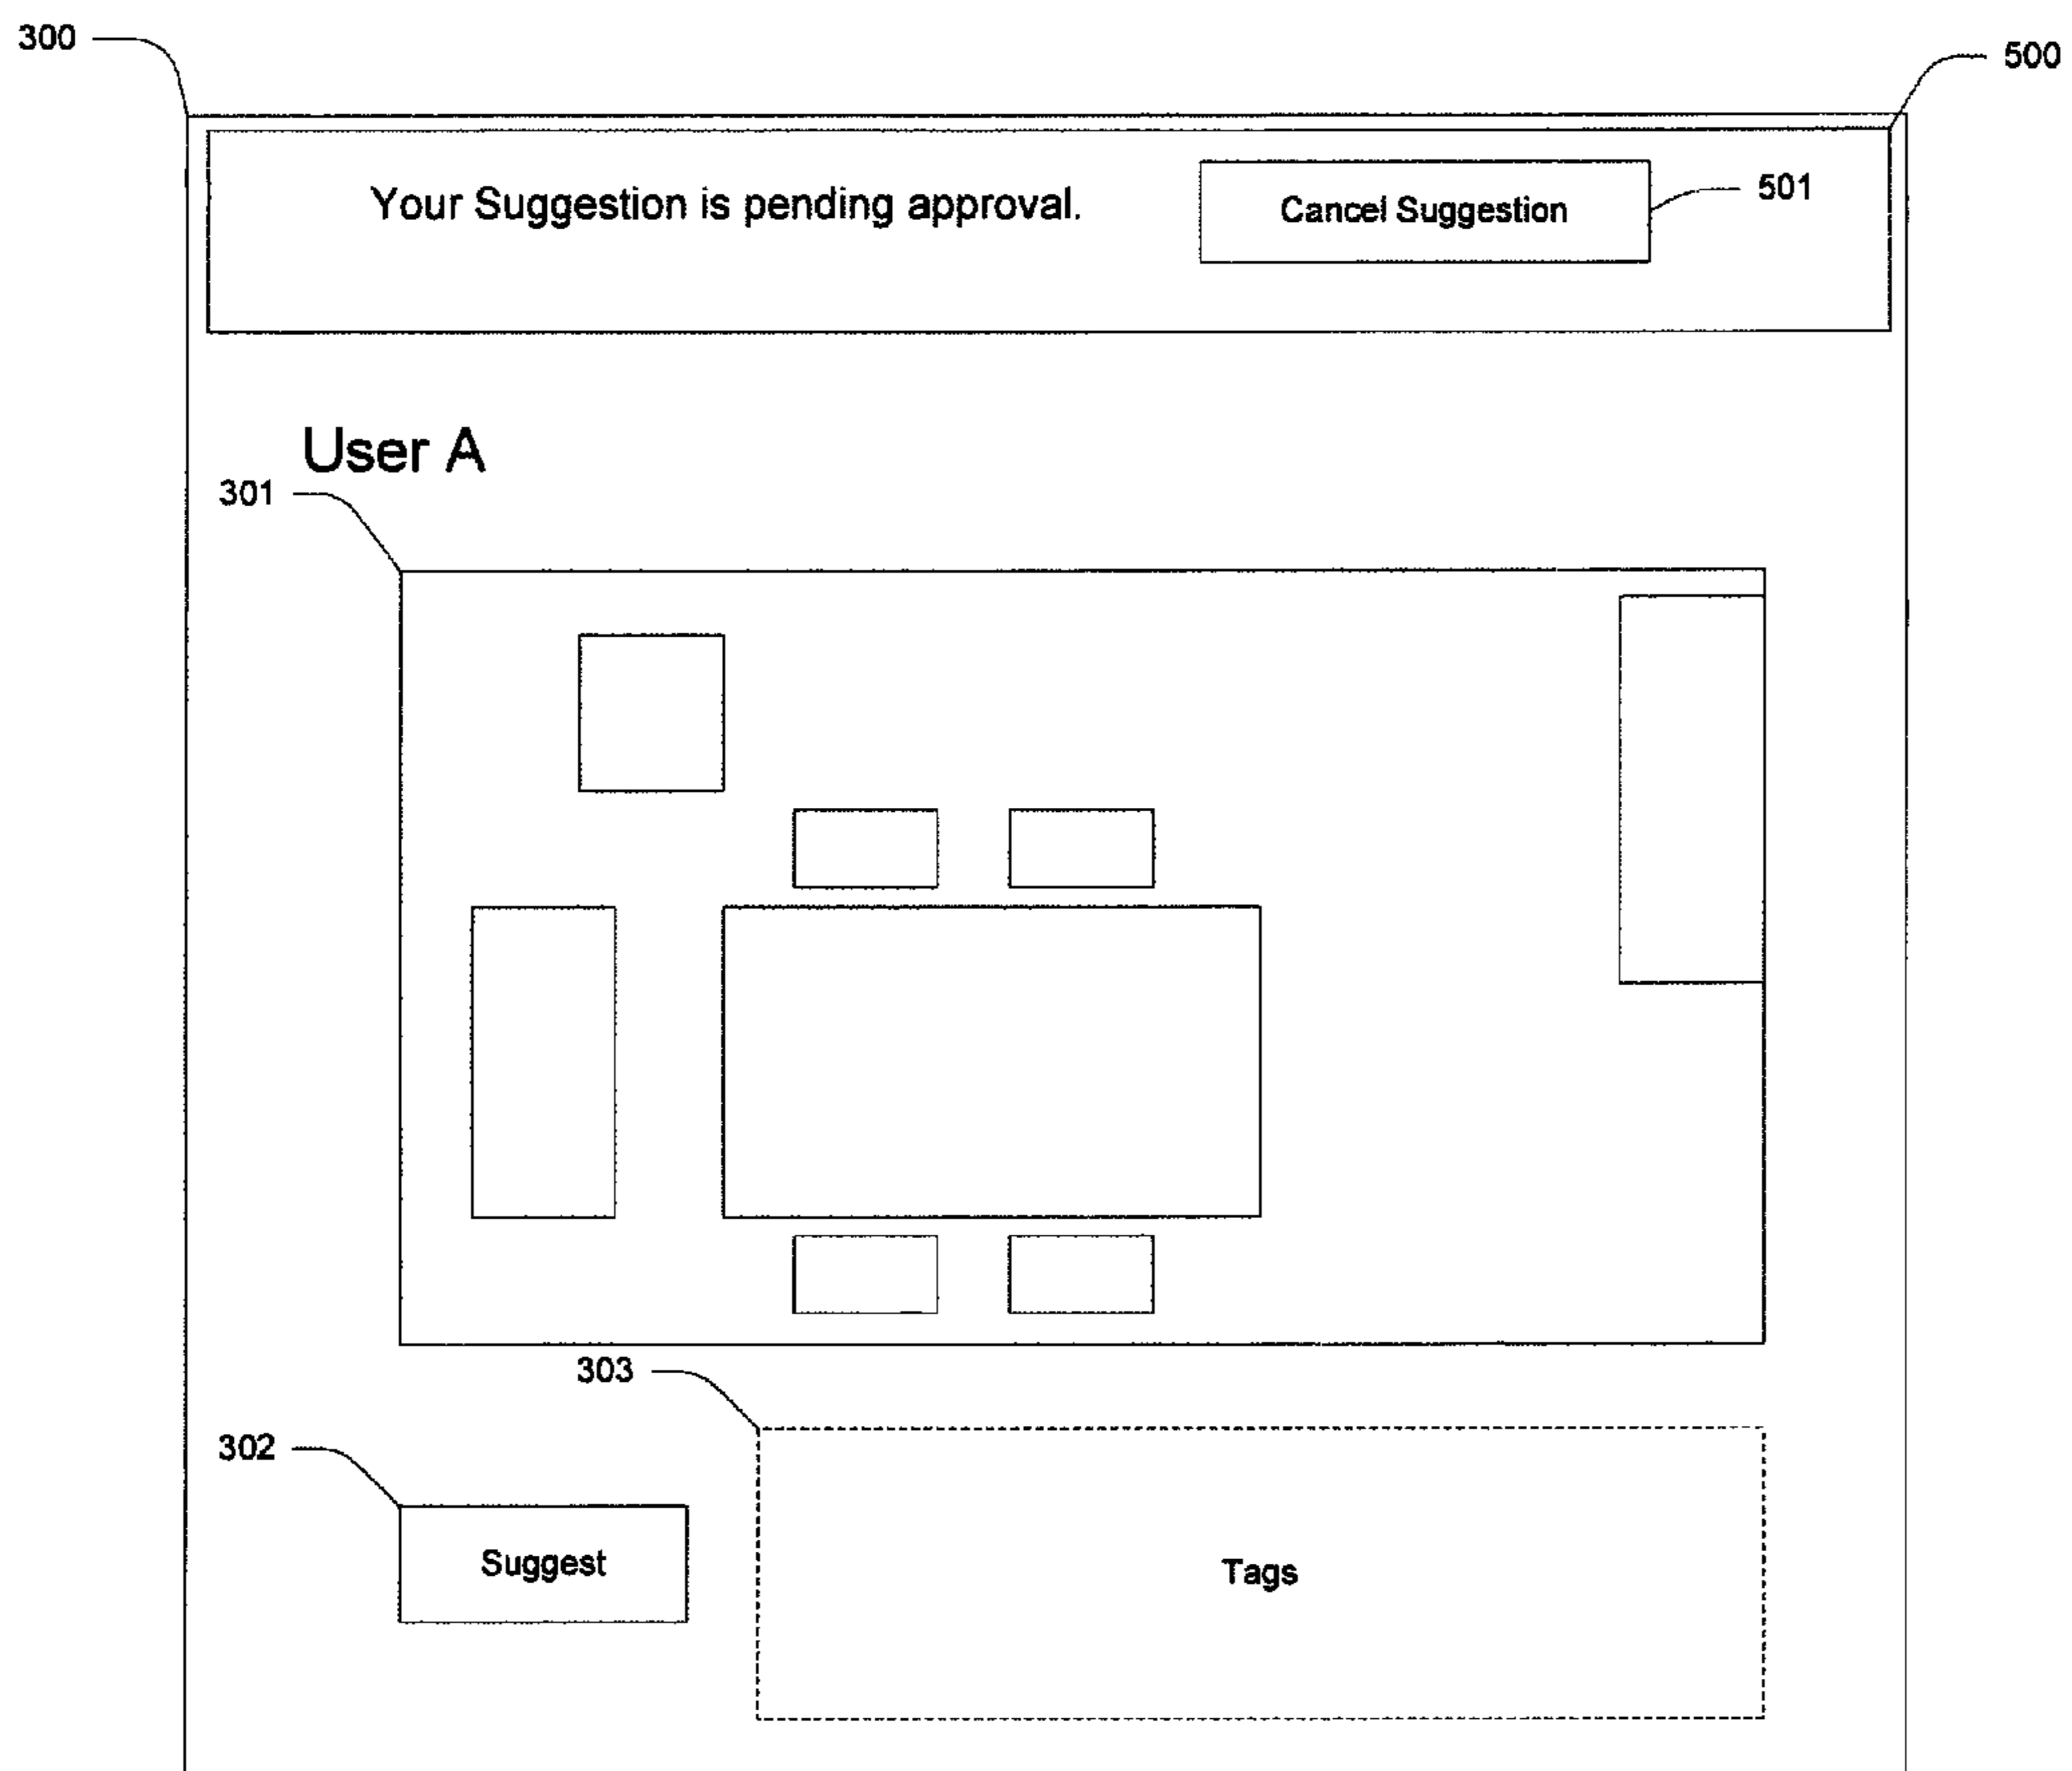 300
500
Your Suggestion is pending approval.
Cancel Suggestion
501
User A
301
303
302
Suggest
Tags